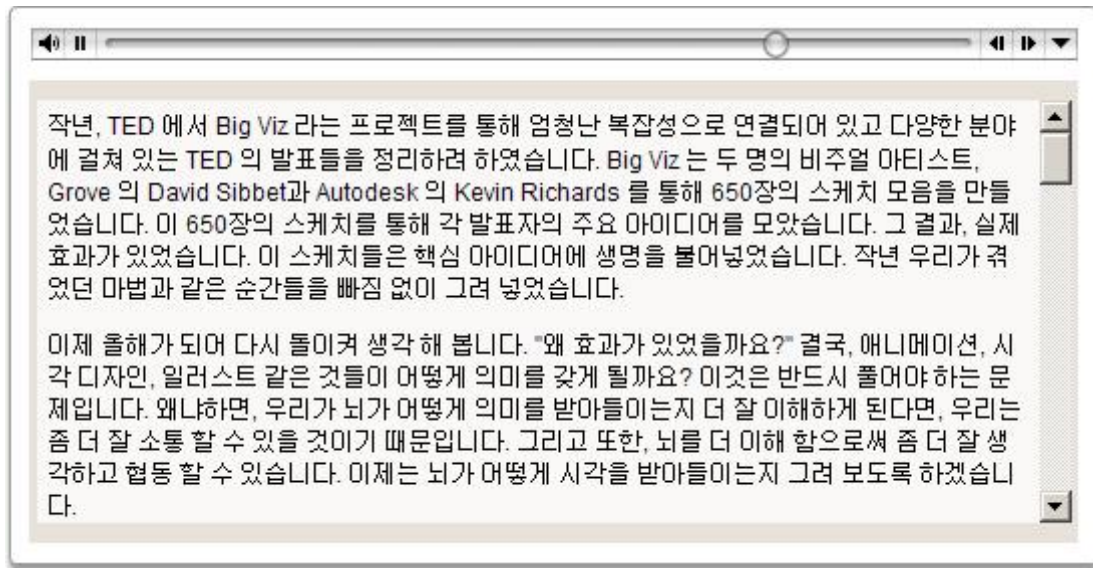 작년, TED 에서 Big Viz 라는 프로젝트를 통해 엄청난 복잡성으로 연결되어 있고 다양한 분야
에 걸쳐 있는 TED 의 발표들을 정리하려 하였습니다. Big Viz 는 두 명의 비주얼 아티스트,
Grove 의 David Sibbet과 Autodesk 의 Kevin Richards 를 통해 650장의 스케치 모음을 만들
었습니다. 이 650장의 스케치를 통해 각 발표자의 주요 아이디어를 모았습니다. 그 결과, 실제
효과가 있었습니다. 이 스케치들은 핵심 아이디어에 생명을 불어넣었습니다. 작년 우리가 겪
었던 마법과 같은 순간들을 빠짐 없이 그려 넣었습니다.
이제 올해가 되어 다시 돌이켜 생각 해 봅니다. "왜 효과가 있었을까요?" 결국, 애니메이션, 시
각 디자인, 일러스트 같은 것들이 어떻게 의미를 갖게 될까요? 이것은 반드시 풀어야 하는 문
제입니다. 왜냐하면, 우리가 뇌가 어떻게 의미를 받아들이는지 더 잘 이해하게 된다면, 우리는
좀 더 잘 소통 할 수 있을 것이기 때문입니다. 그리고 또한, 뇌를 더 이해 함으로써 좀 더 잘 생
각하고 협동 할 수 있습니다. 이제는 뇌가 어떻게 시각을 받아들이는지 그려 보도록 하겠습니
다.